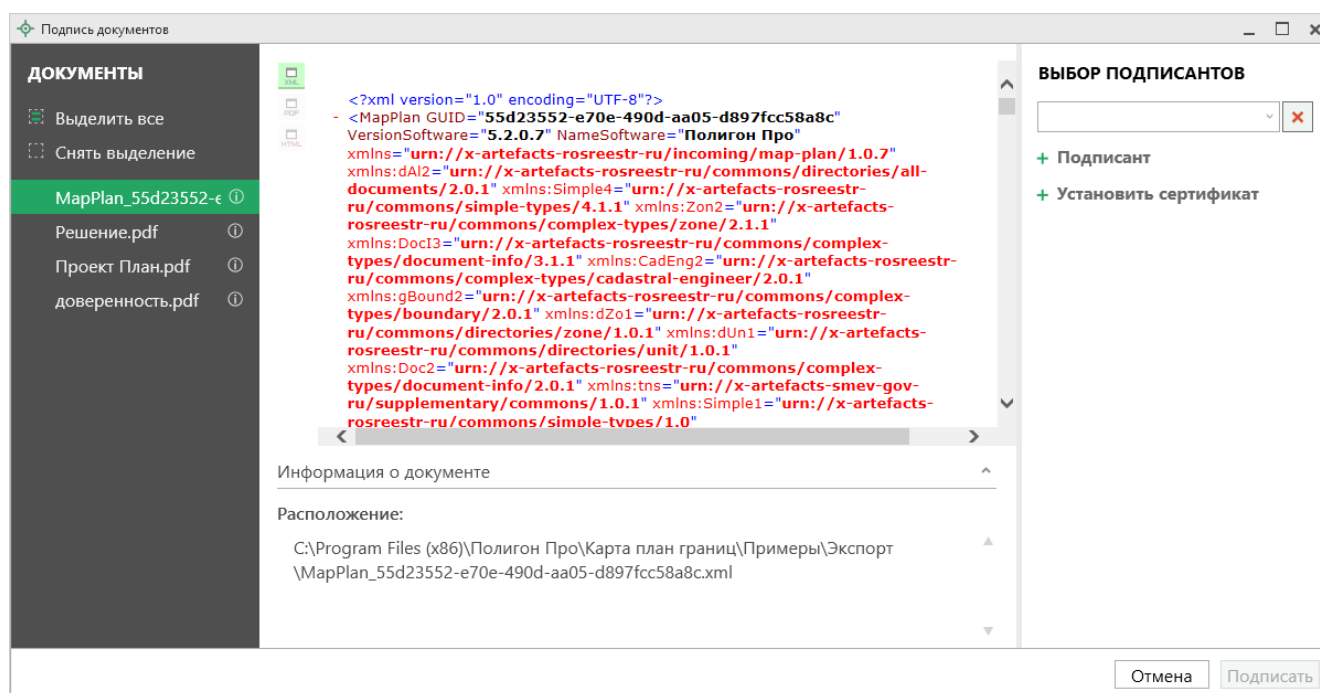 Подпись документов
ДОКУМЕНТЫ
Выделить все
Снять выделение
MapPlan_55d23552-е
Решение.pdf
Проект План.pdf
доверенность.pdf
XML
PDF
HTML
<?xml version="1.0" encoding="UTF-8"?>
- <MapPlan GUID="55d23552-e70e-490d-aa05-d897fcc58a8c"
VersionSoftware="5.2.0.7" NameSoftware="Полигон Про"
xmlns="urn://x-artefacts-rosreestr-ru/incoming/map-plan/1.0.7"
xmlns:dAl2="urn://x-artefacts-rosreestr-ru/commons/directories/all-
documents/2.0.1" xmlns:Simple4="urn://x-artefacts-rosreestr-
ru/commons/simple-types/4.1.1" xmlns:Zon2="urn://x-artefacts-
rosreestr-ru/commons/complex-types/zone/2.1.1"
xmlns:DocI3="urn://x-artefacts-rosreestr-ru/commons/complex-
types/document-info/3.1.1" xmlns:CadEng2="urn://x-artefacts-rosreestr-
ru/commons/complex-types/cadastral-engineer/2.0.1"
xmlns:gBound2="urn://x-artefacts-rosreestr-ru/commons/complex-
types/boundary/2.0.1" xmlns:dZo1="urn://x-artefacts-rosreestr-
ru/commons/directories/zone/1.0.1" xmlns:dUn1="urn://x-artefacts-
rosreestr-ru/commons/directories/unit/1.0.1"
xmlns:Doc2="urn://x-artefacts-rosreestr-ru/commons/complex-
types/document-info/2.0.1" xmlns:tns="urn://x-artefacts-smev-gov-
ru/supplementary/commons/1.0.1" xmlns:Simple1="urn://x-artefacts-
rosreestr-ru/commons/simple-types/1.0"
Информация о документе
Расположение:
C:\Program Files (x86)\Полигон Про\Карта план границ\Примеры\Экспорт
\MapPlan_55d23552-e70e-490d-aa05-d897fcc58a8c.xml
ВЫБОР ПОДПИСАНТОВ
+ Подписант
+ Установить сертификат
Отмена
Подписать